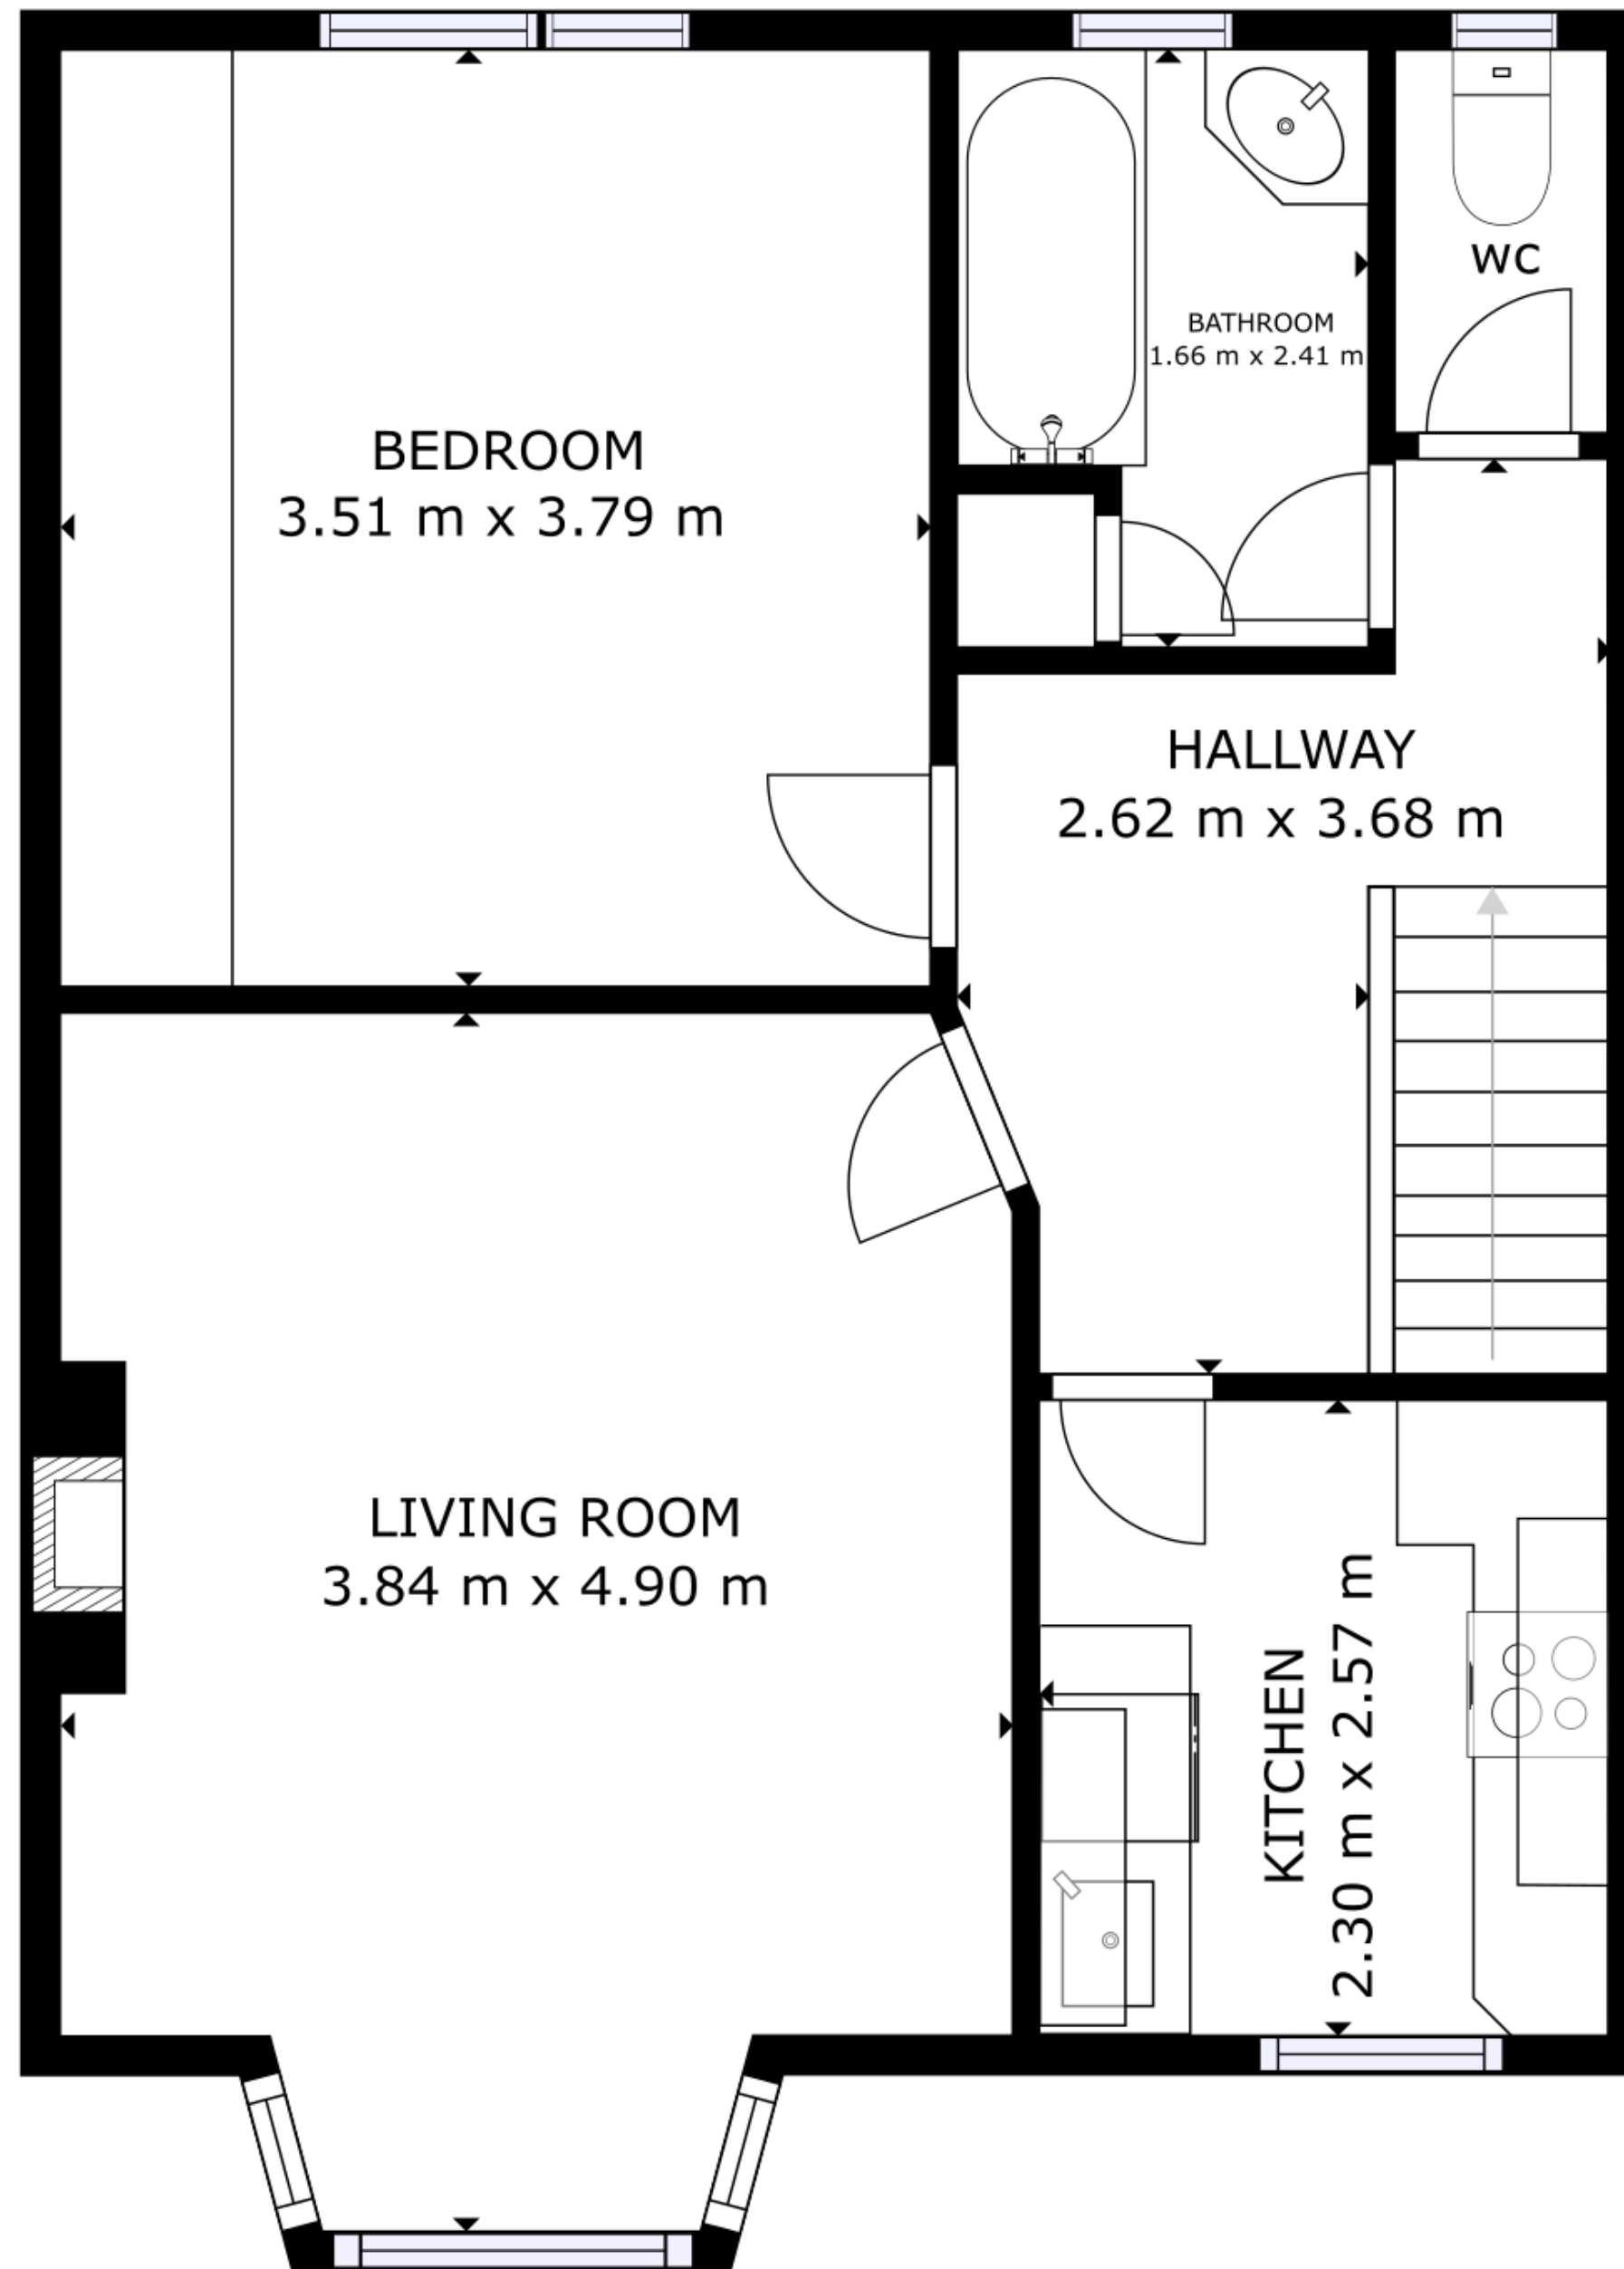 WC
BATHROOM
1.66 m x 2.41 m
BEDROOM
3.51 m x 3.79 m
HALLWAY
2.62 m x 3.68 m
LIVING ROOM
3.84 m x 4.90 m
KITCHEN
2.30 m x 2.57 m